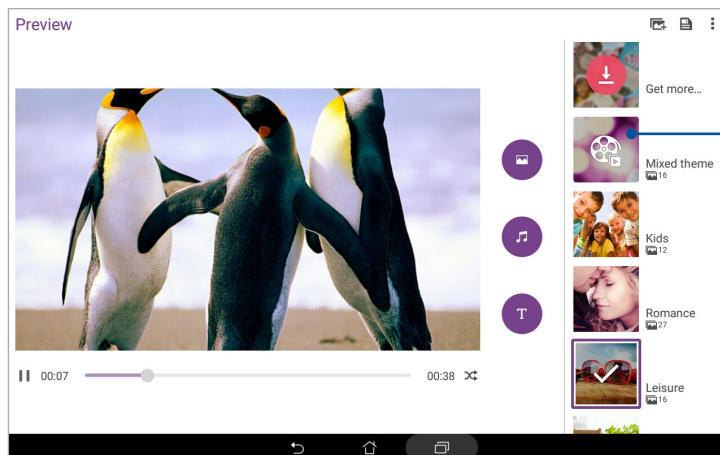 Preview
Get more...
Mixed theme
16
Kids
12
Romance
27
T
00:07
00:38
Leisure
16